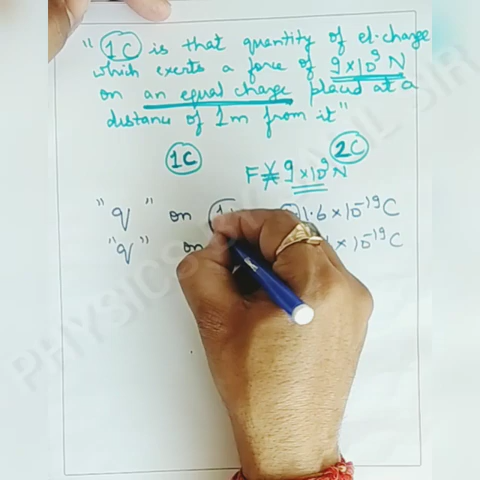 "1C is that quantity of el. charge
which exerts a force of 9×10⁹ N
on an equal charge placed at a
distance of 1m from it"
1C 2C
F 9×10⁹ N
"q" on 1.6 × 10⁻¹⁹ C
"q" on × 10⁻¹⁹ C